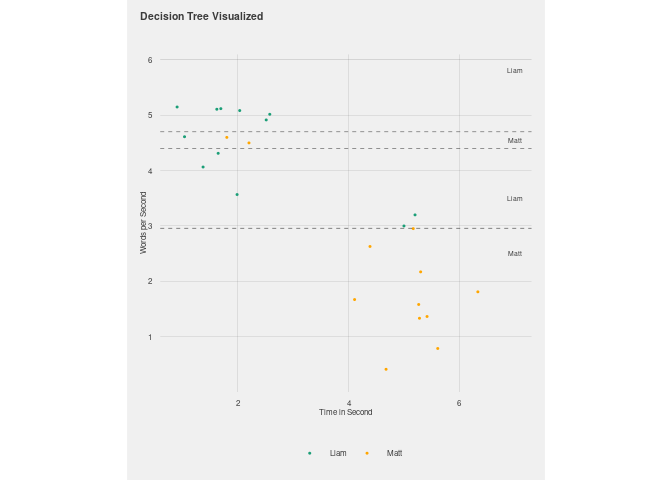 Decision Tree Visualized
6
Liam
5
Matt
4
Liam
Words per Second
3
Matt
2
1
2 4 6
Time in Second
Liam Matt